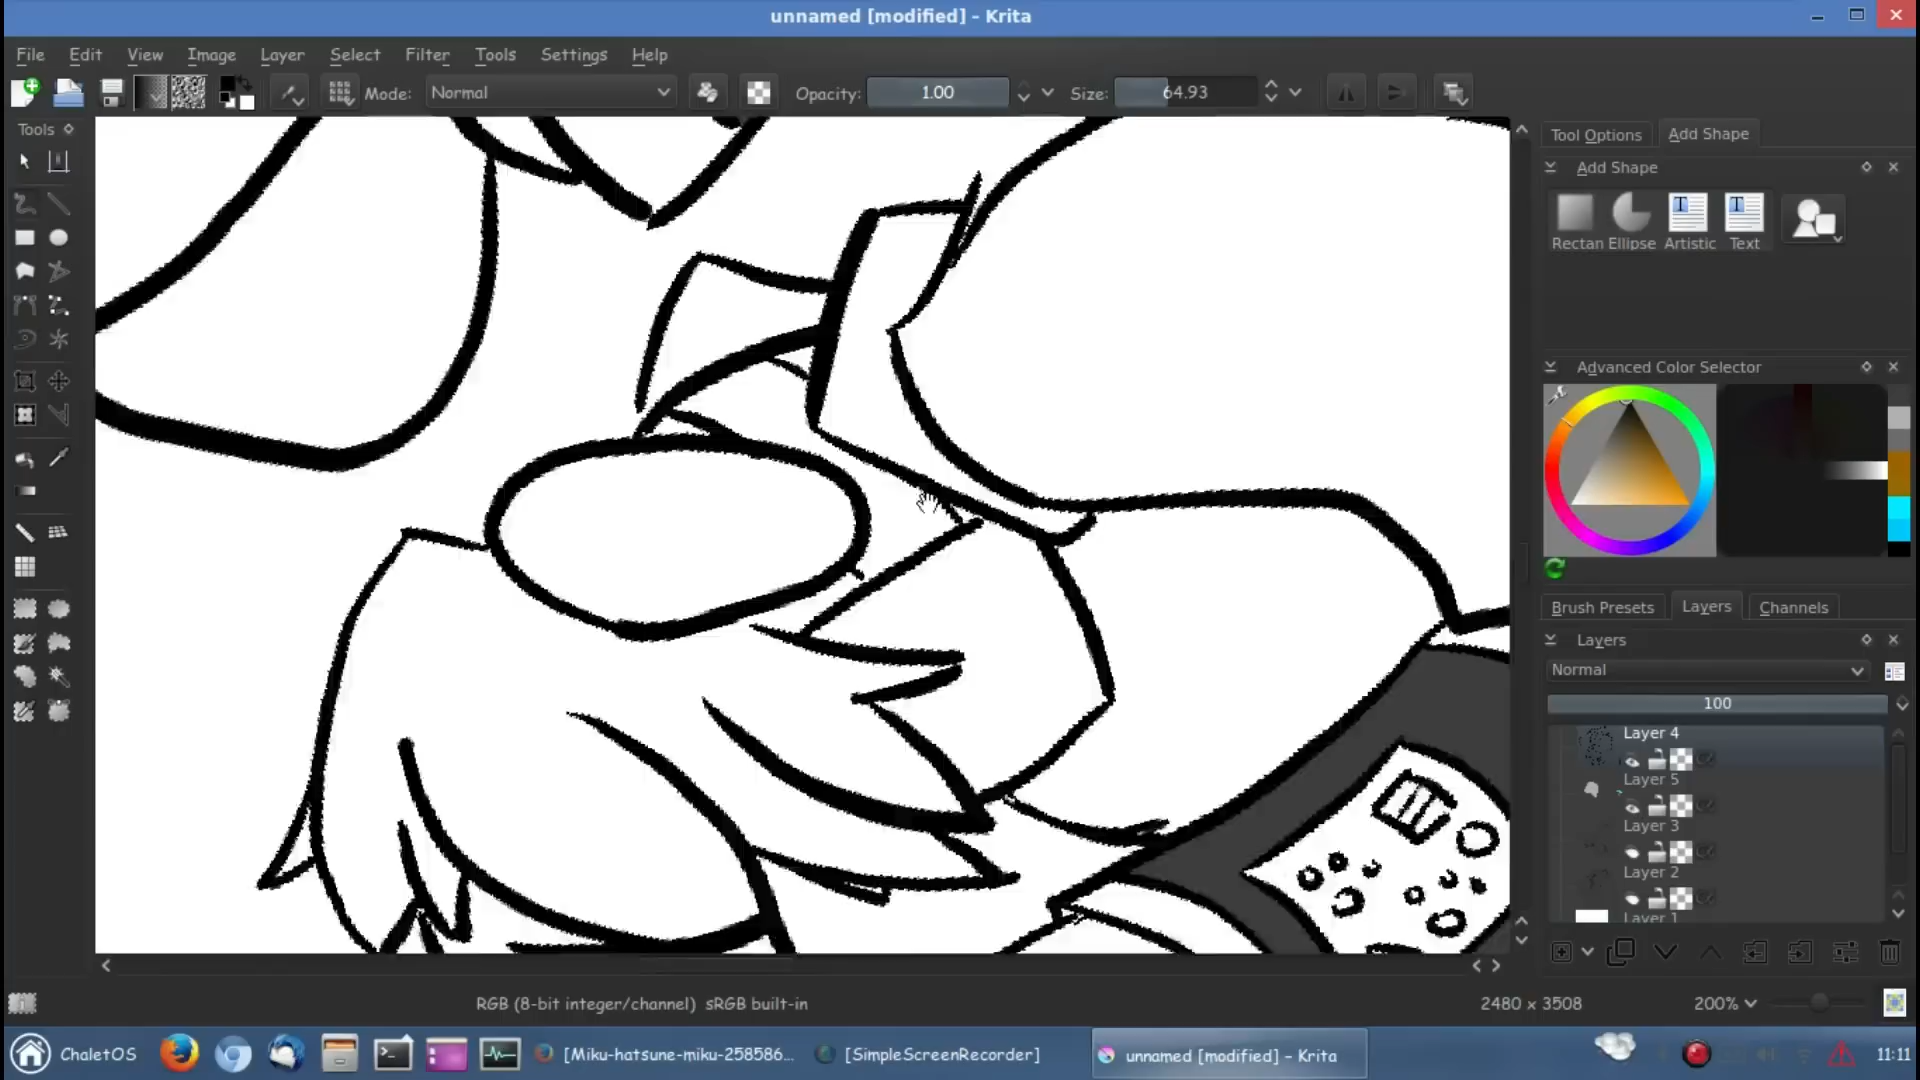 unnamed [modified] - Krita
File Edit View Image Layer Select Filter Tools Settings Help
Mode: Normal Opacity: 1.00 Size: 64.93
Tools
Tool Options Add Shape
Add Shape
Rectan Ellipse Artistic Text
Advanced Color Selector
Brush Presets Layers Channels
Layers
Normal
100
Layer 4
Layer 5
Layer 3
Layer 2
Layer 1
RGB (8-bit integer/channel) sRGB built-in 2480 x 3508 200%
ChaletOS [Miku-hatsune-miku-258586... [SimpleScreenRecorder] unnamed [modified] - Krita 11:11